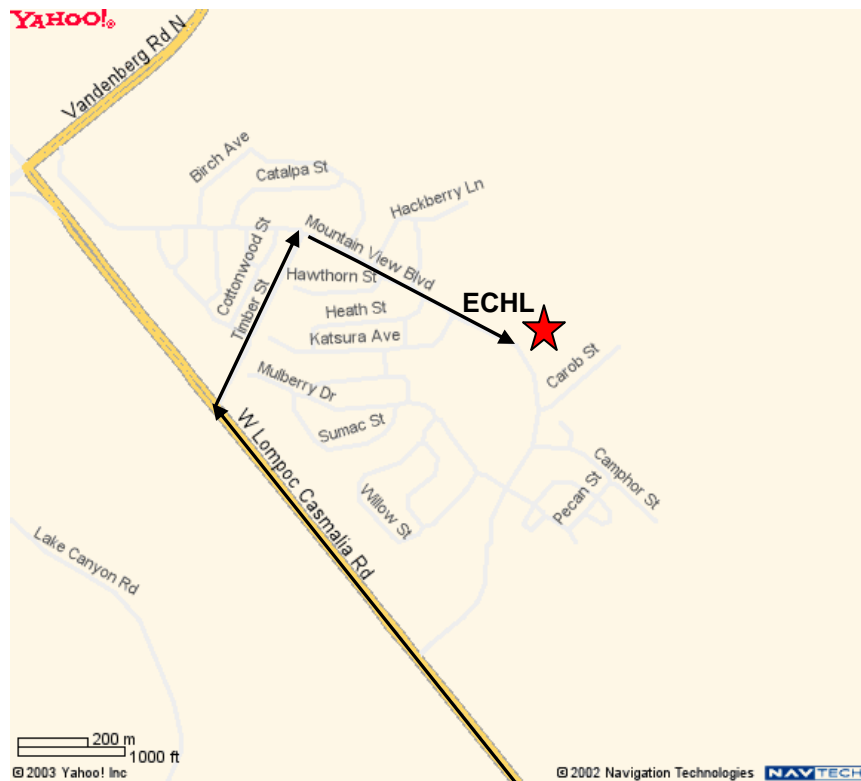 YAHOO!®
Vandenberg Rd N
Birch Ave
Catalpa St
Hackberry Ln
Cottonwood St
Mountain View Blvd
Timber St
Hawthorn St
ECHL
Heath St
Katsura Ave
Carob St
Mulberry Dr
Sumac St
W Lompoc Casmalia Rd
Willow St
Camphor St
Pecan St
Lake Canyon Rd
200 m
1000 ft
© 2003 Yahoo! Inc
© 2002 Navigation Technologies
NAVTECH